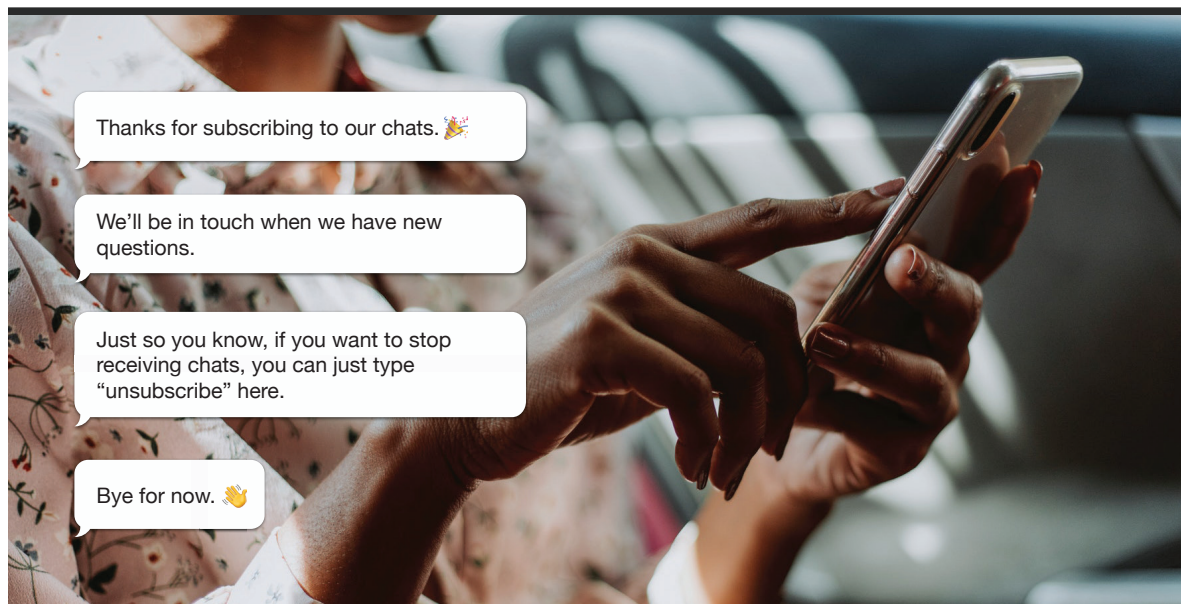 Thanks for subscribing to our chats. 🎉
We’ll be in touch when we have new
questions.
Just so you know, if you want to stop
receiving chats, you can just type
“unsubscribe” here.
Bye for now. 👋